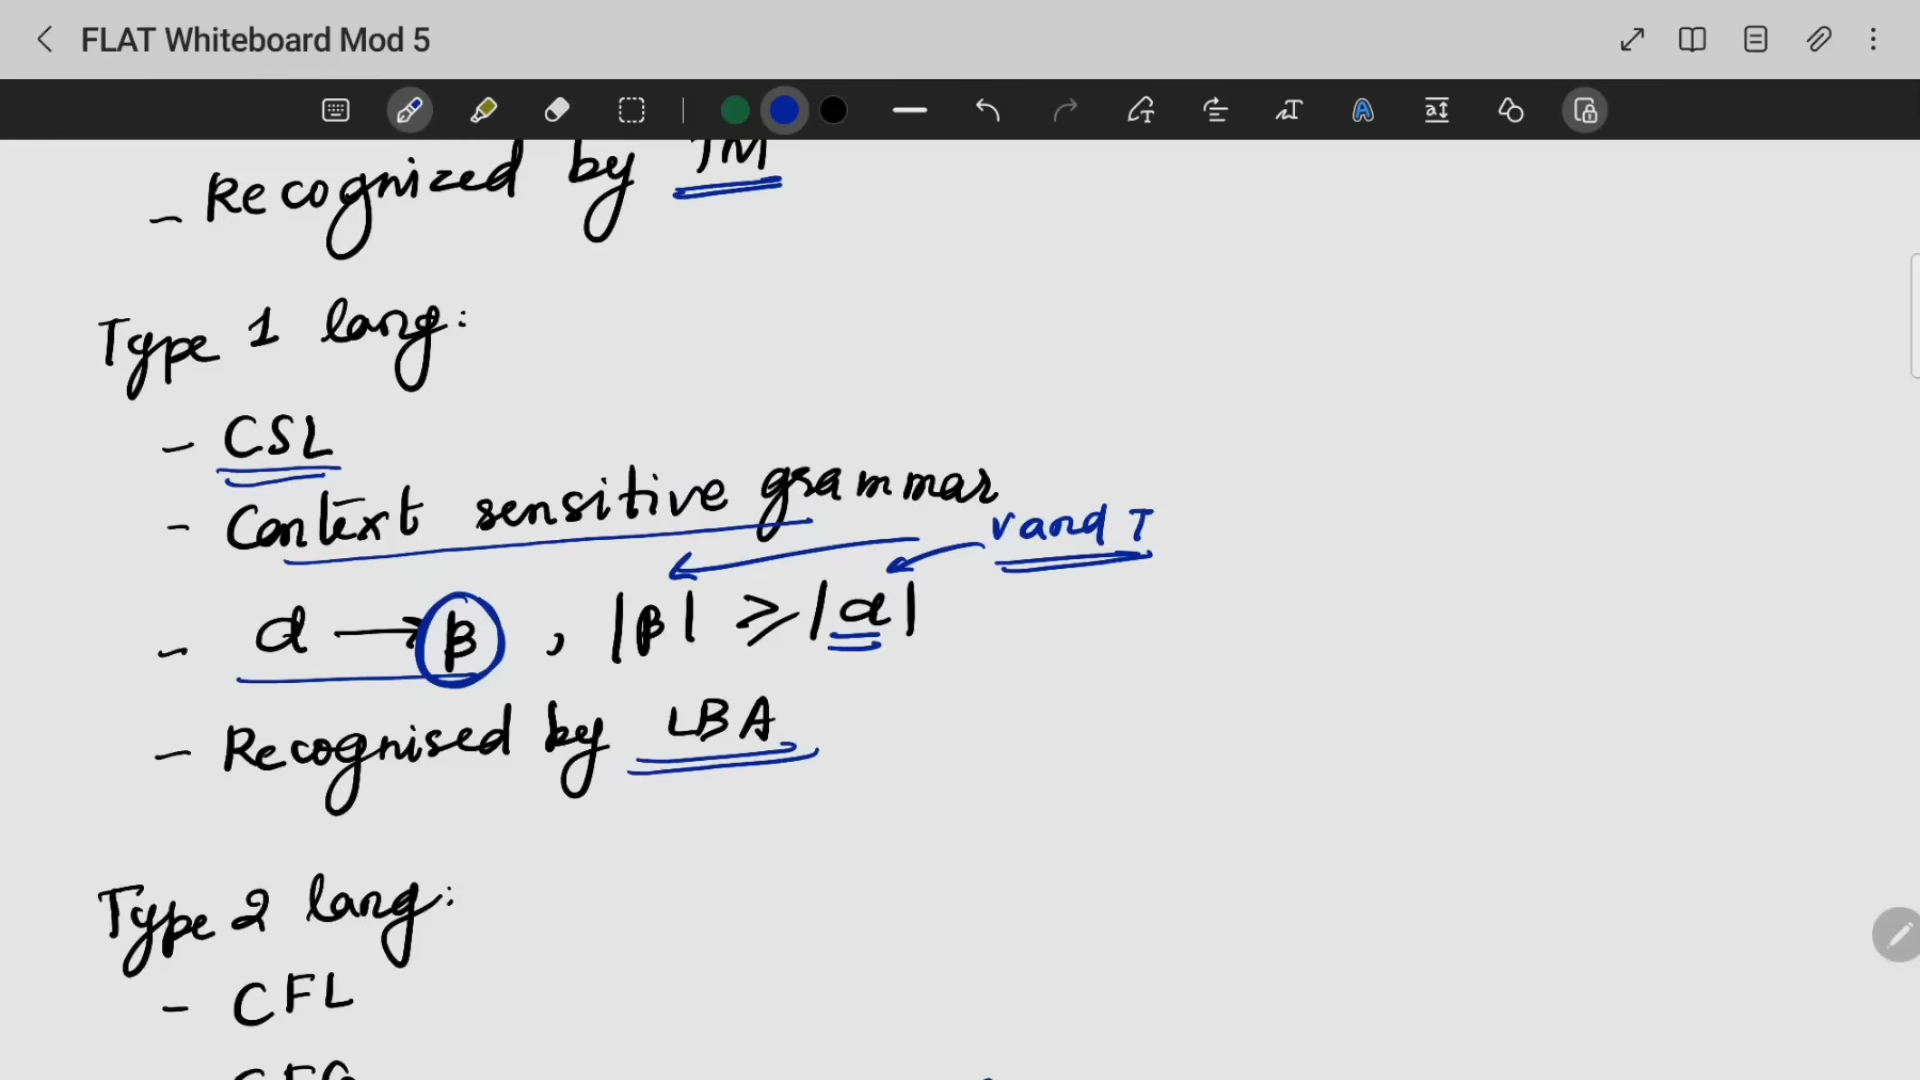 FLAT Whiteboard Mod 5
- Recognized by TM
Type 1 lang:
- CSL
- Context sensitive grammar
V and T
- α → β , |β| ≥ |α|
- Recognised by LBA
Type 2 lang:
- CFL
CFG